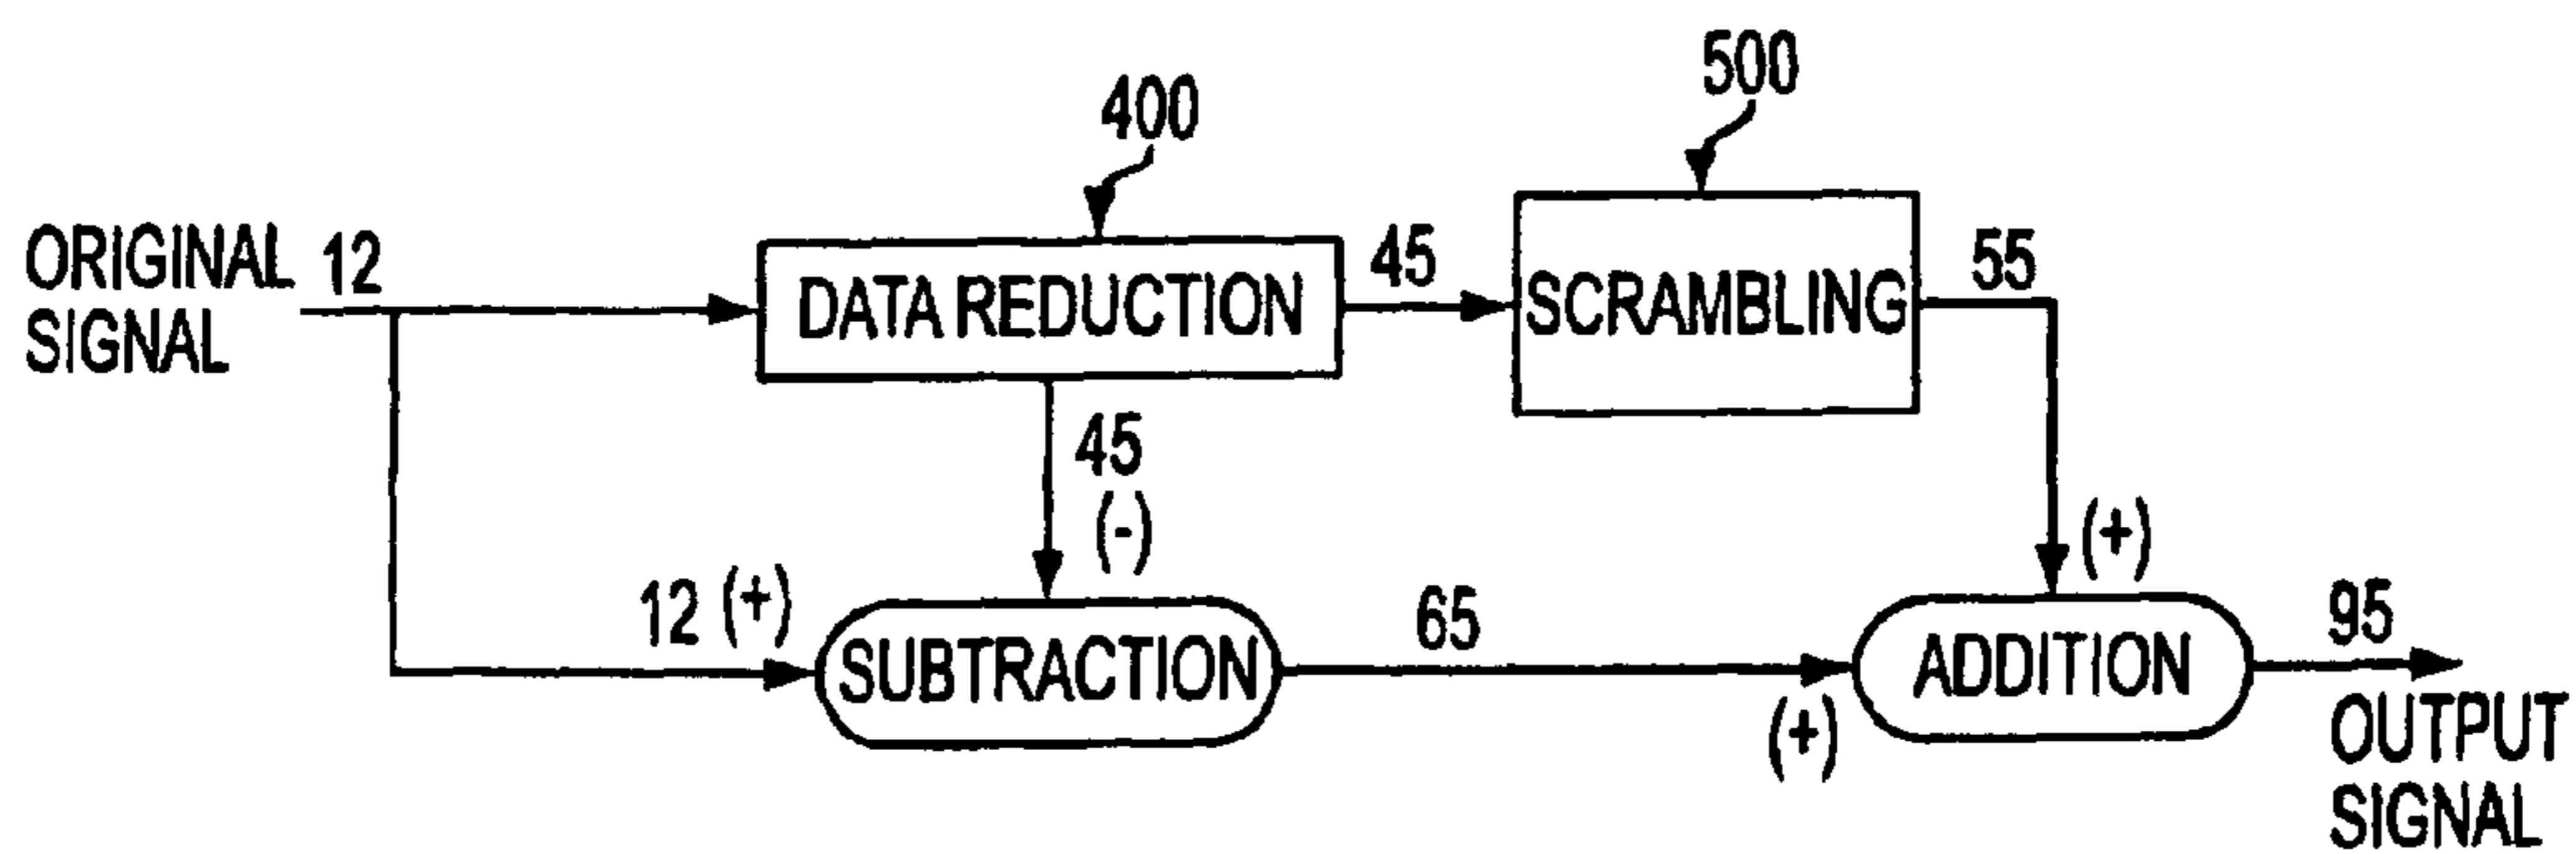 500
400
ORIGINAL 12
SIGNAL
DATA REDUCTION
45
SCRAMBLING
55
45
(-)
(+)
12 (+)
SUBTRACTION
65
(+)
ADDITION
95
OUTPUT
SIGNAL